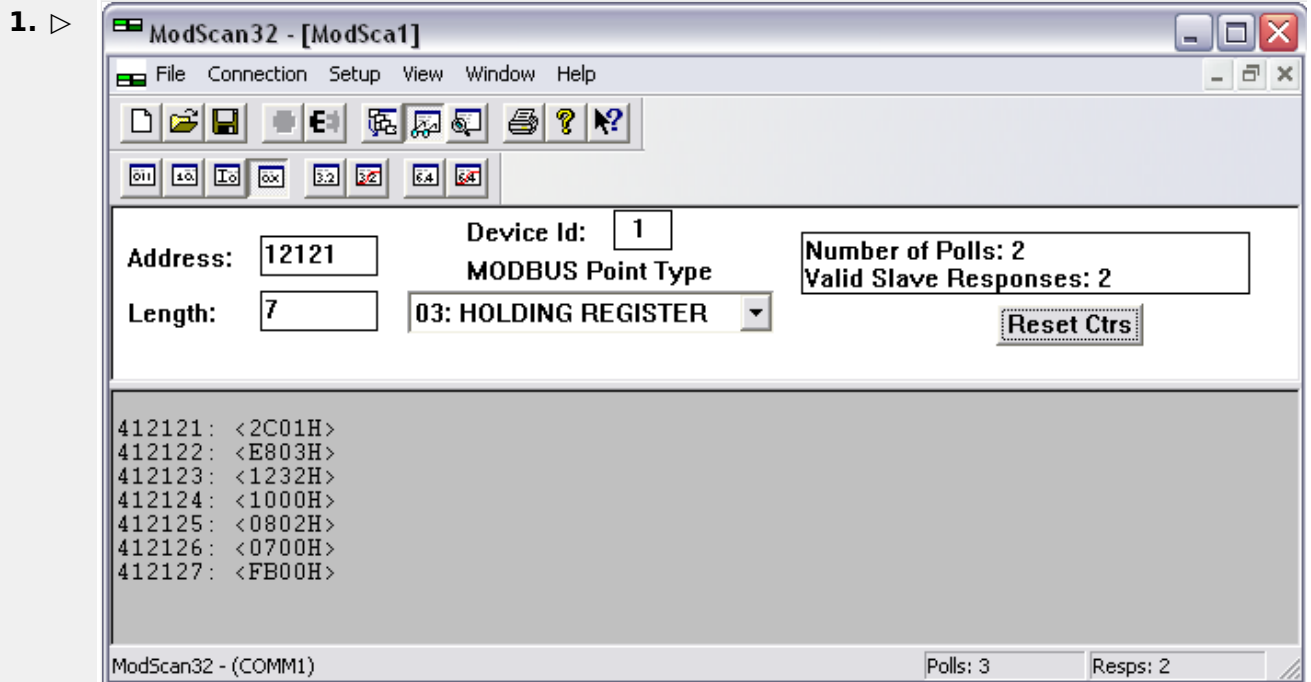 1. ▷
ModScan32 - [ModSca1]
File Connection Setup View Window Help
Address: 12121
Device Id: 1
MODBUS Point Type
Length: 7
03: HOLDING REGISTER
Number of Polls: 2
Valid Slave Responses: 2
Reset Ctrs
412121: <2C01H>
412122: <E803H>
412123: <1232H>
412124: <1000H>
412125: <0802H>
412126: <0700H>
412127: <FB00H>
ModScan32 - (COMM1) Polls: 3 Resps: 2